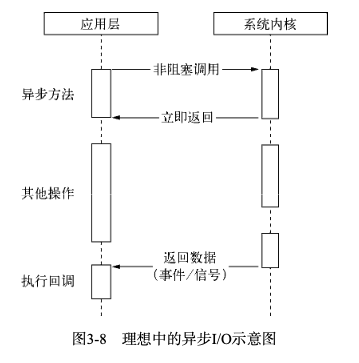 应用层
系统内核
非阻塞调用
异步方法
立即返回
其他操作
返回数据
（事件/信号）
执行回调
图3-8 理想中的异步I/O示意图